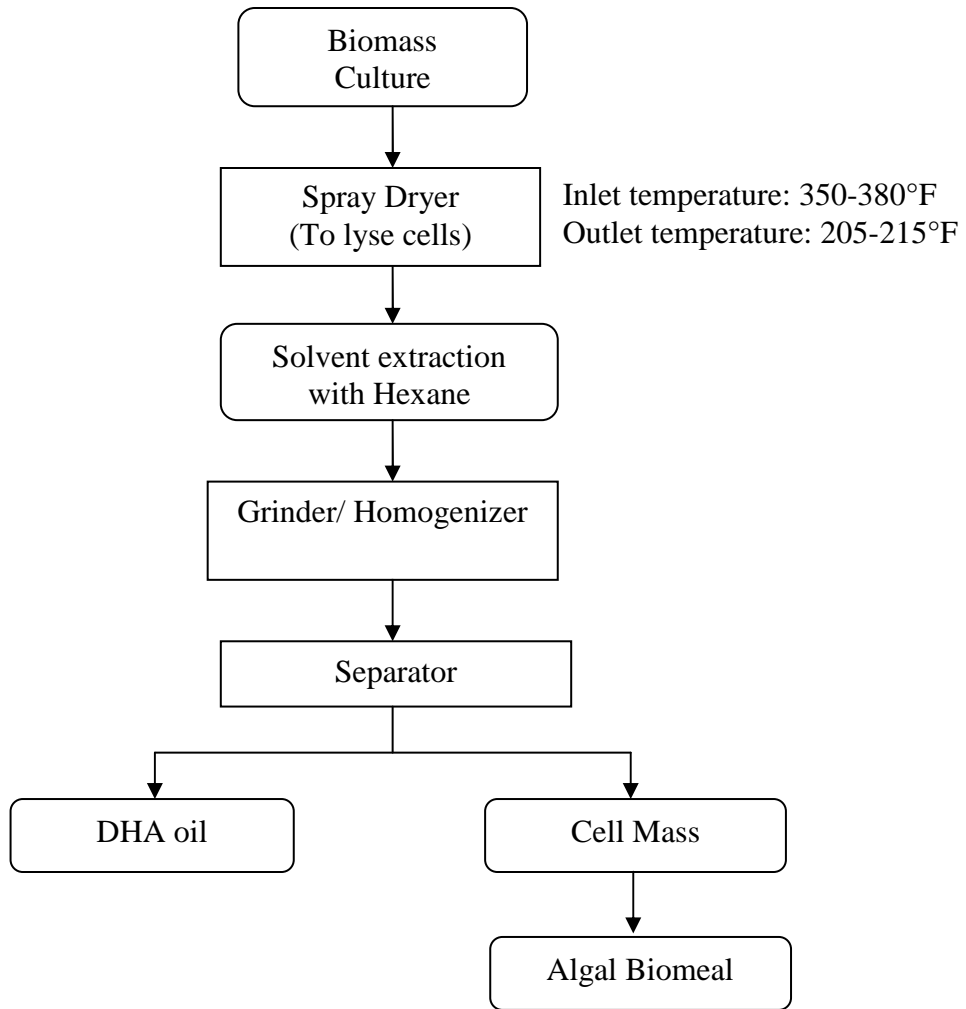 Biomass
Culture
Spray Dryer
(To lyse cells)
Inlet temperature: 350-380°F
Outlet temperature: 205-215°F
Solvent extraction
with Hexane
Grinder/ Homogenizer
Separator
DHA oil
Cell Mass
Algal Biomeal